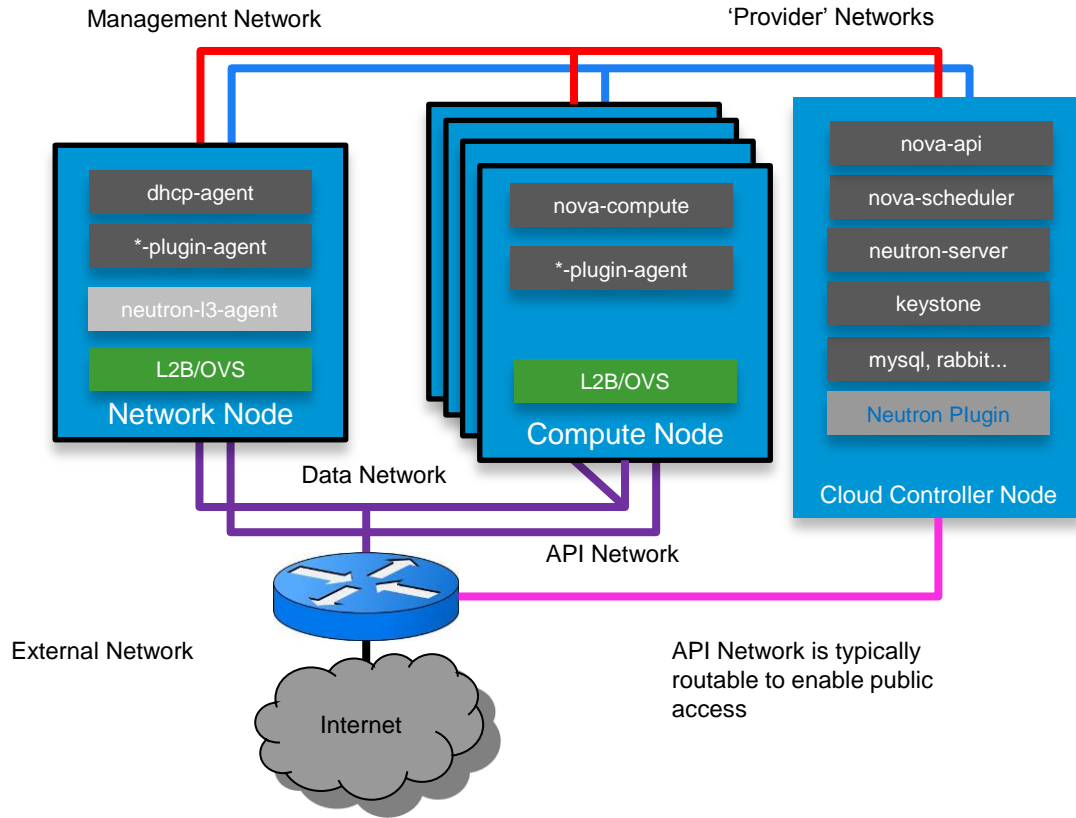 Management Network
‘Provider’ Networks
dhcp-agent
*-plugin-agent
neutron-l3-agent
L2B/OVS
Network Node
nova-compute
*-plugin-agent
L2B/OVS
Compute Node
nova-api
nova-scheduler
neutron-server
keystone
mysql, rabbit...
Neutron Plugin
Cloud Controller Node
Data Network
API Network
External Network
API Network is typically
routable to enable public
access
Internet